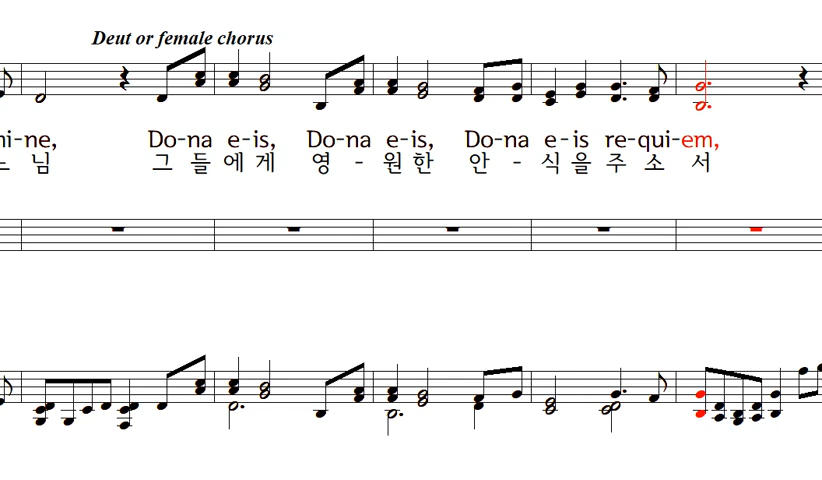 Deut or female chorus
ni-ne, Do-na e-is, Do-na e-is, Do-na e-is re-qui-em,
님 그 들 에 게 영 - 원 한 안 - 식 을 주 소 서